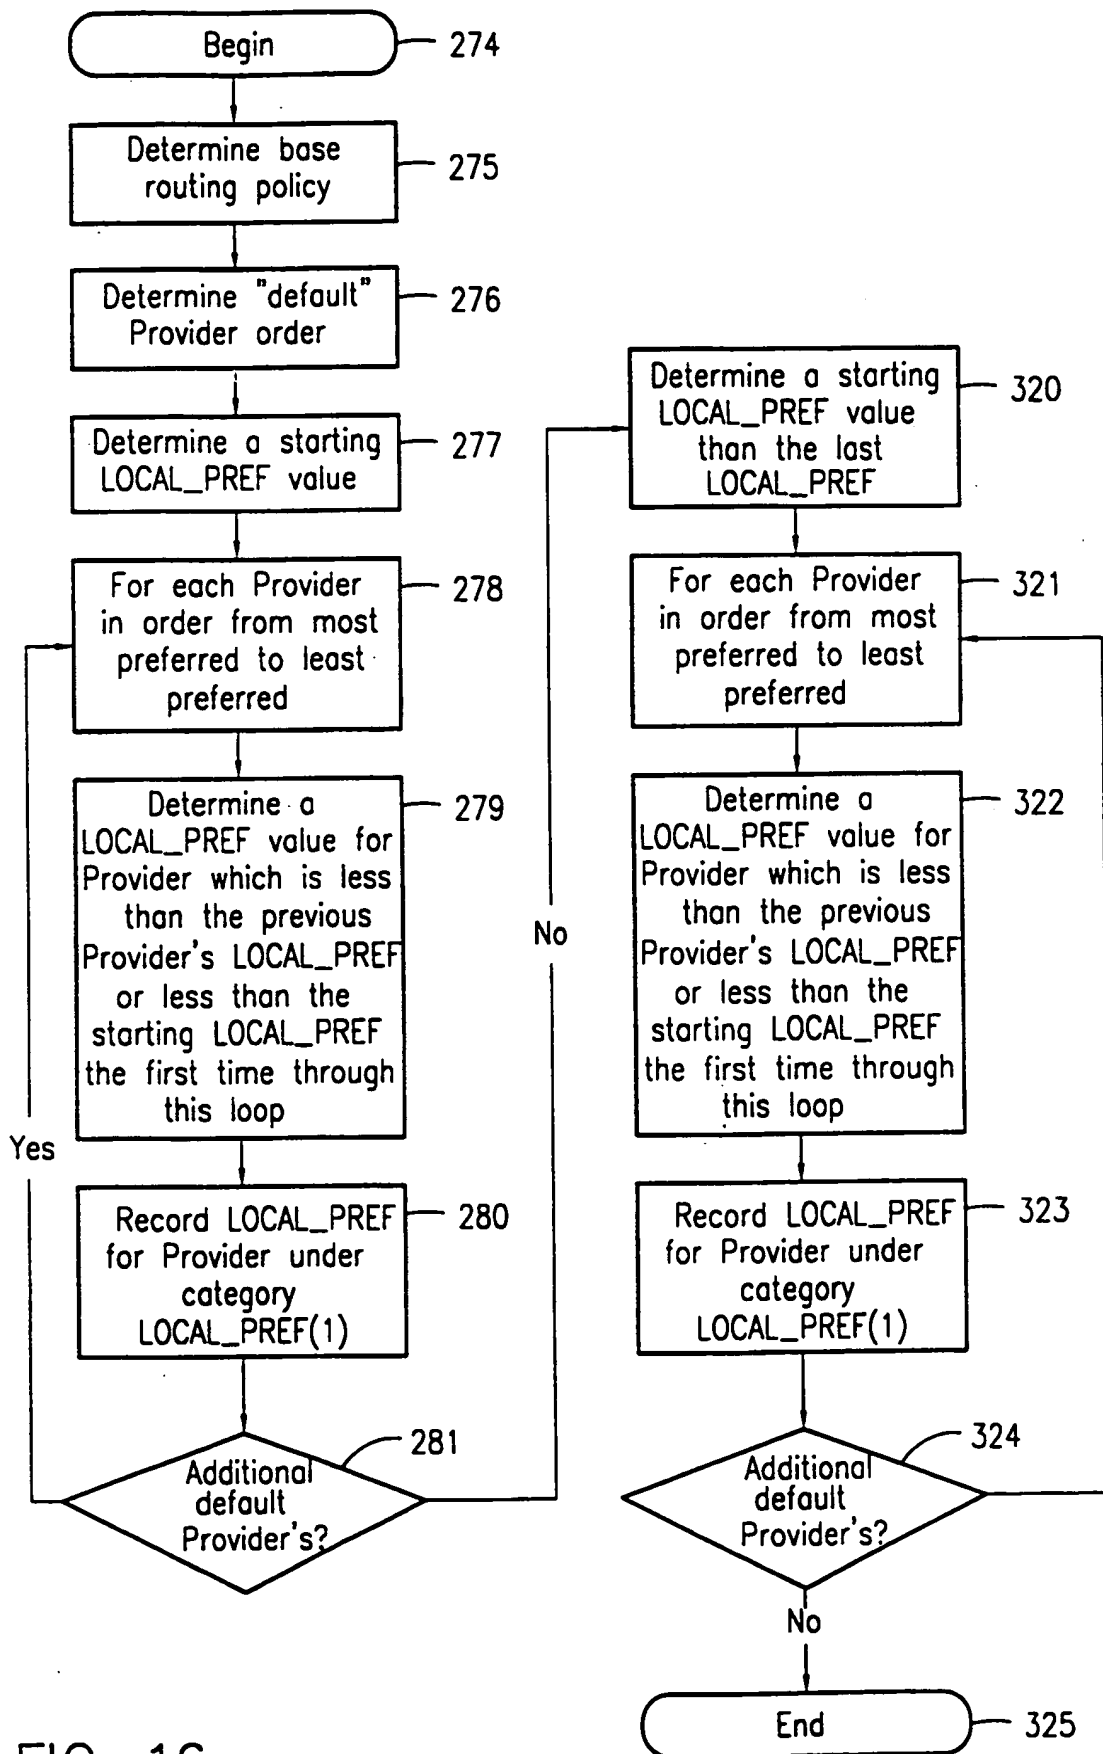 Begin
274
Determine base
routing policy
275
Determine "default"
Provider order
276
Determine a starting
LOCAL_PREF value
277
For each Provider
in order from most
preferred to least
preferred
278
Determine a
LOCAL_PREF value for
Provider which is less
than the previous
Provider's LOCAL_PREF
or less than the
starting LOCAL_PREF
the first time through
this loop
279
Yes
Record LOCAL_PREF
for Provider under
category
LOCAL_PREF(1)
280
Additional
default
Provider's?
281
No
Determine a starting
LOCAL_PREF value
than the last
LOCAL_PREF
320
For each Provider
in order from most
preferred to least
preferred
321
Determine a
LOCAL_PREF value for
Provider which is less
than the previous
Provider's LOCAL_PREF
or less than the
starting LOCAL_PREF
the first time through
this loop
322
Record LOCAL_PREF
for Provider under
category
LOCAL_PREF(1)
323
Additional
default
Provider's?
324
No
End
325